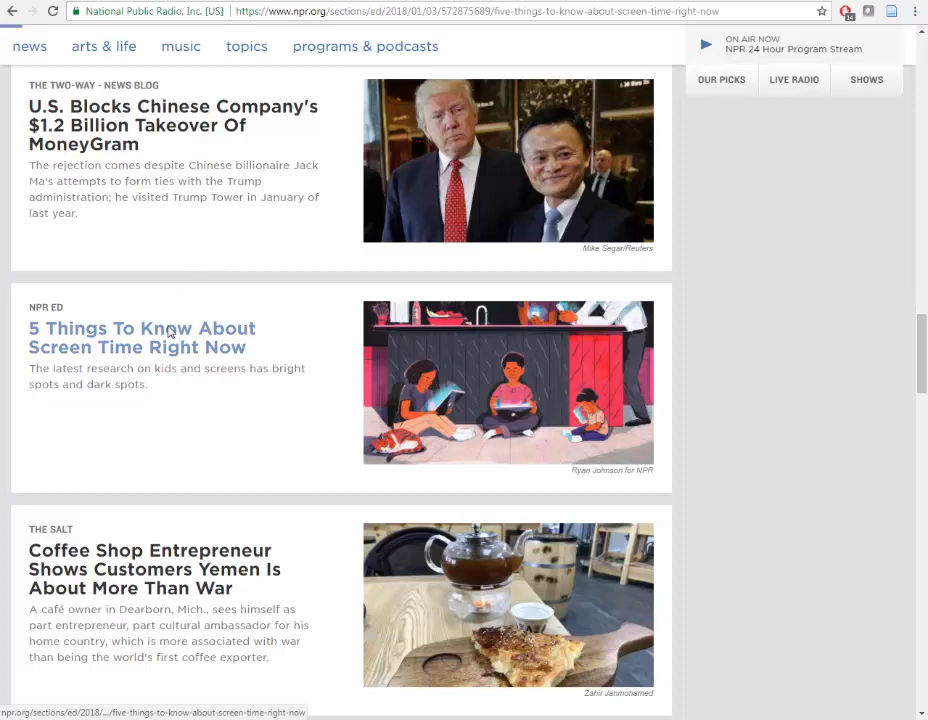 National Public Radio, Inc. [US] https://www.npr.org/sections/ed/2018/01/03/572875689/five-things-to-know-about-screen-time-right-now
14
news arts & life music topics programs & podcasts
ON AIR NOW
NPR 24 Hour Program Stream
OUR PICKS LIVE RADIO SHOWS
THE TWO-WAY - NEWS BLOG
U.S. Blocks Chinese Company's
$1.2 Billion Takeover Of
MoneyGram
The rejection comes despite Chinese billionaire Jack
Ma's attempts to form ties with the Trump
administration; he visited Trump Tower in January of
last year.
Mike Segar/Reuters
NPR ED
5 Things To Know About
Screen Time Right Now
The latest research on kids and screens has bright
spots and dark spots.
Ryan Johnson for NPR
THE SALT
Coffee Shop Entrepreneur
Shows Customers Yemen Is
About More Than War
A café owner in Dearborn, Mich., sees himself as
part entrepreneur, part cultural ambassador for his
home country, which is more associated with war
than being the world's first coffee exporter.
Zahir Janmohamed
npr.org/sections/ed/2018/.../five-things-to-know-about-screen-time-right-now